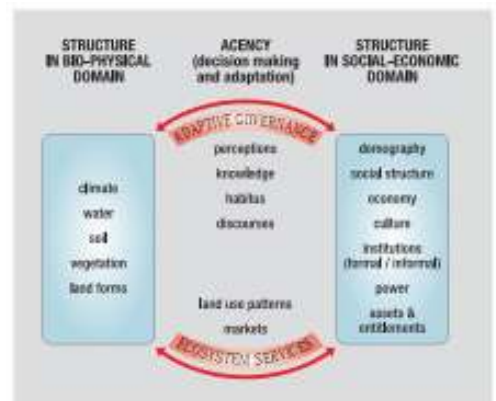 STRUCTURE
IN BIO-PHYSICAL
DOMAIN
AGENCY
(decision making
and adaptation)
STRUCTURE
IN SOCIAL-ECONOMIC
DOMAIN
ADAPTIVE GOVERNANCE
climate
water
soil
vegetation
land forms
perceptions
knowledge
habitus
discourses
land use patterns
markets
demography
social structure
economy
culture
institutions
(formal / informal)
power
assets &
entitlements
ECOSYSTEM SERVICES